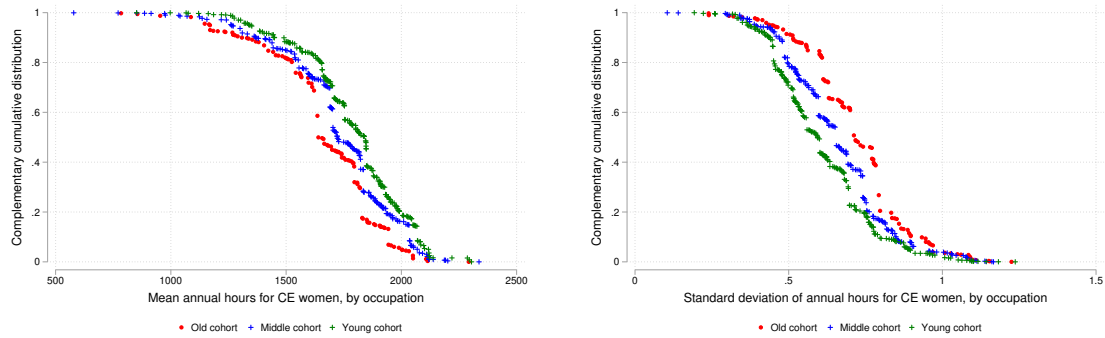 Complementary cumulative distribution
1
.8
.6
.4
.2
0
500 1000 1500 2000 2500
Mean annual hours for CE women, by occupation
Old cohort Middle cohort Young cohort
Complementary cumulative distribution
1
.8
.6
.4
.2
0
0 .5 1 1.5
Standard deviation of annual hours for CE women, by occupation
Old cohort Middle cohort Young cohort